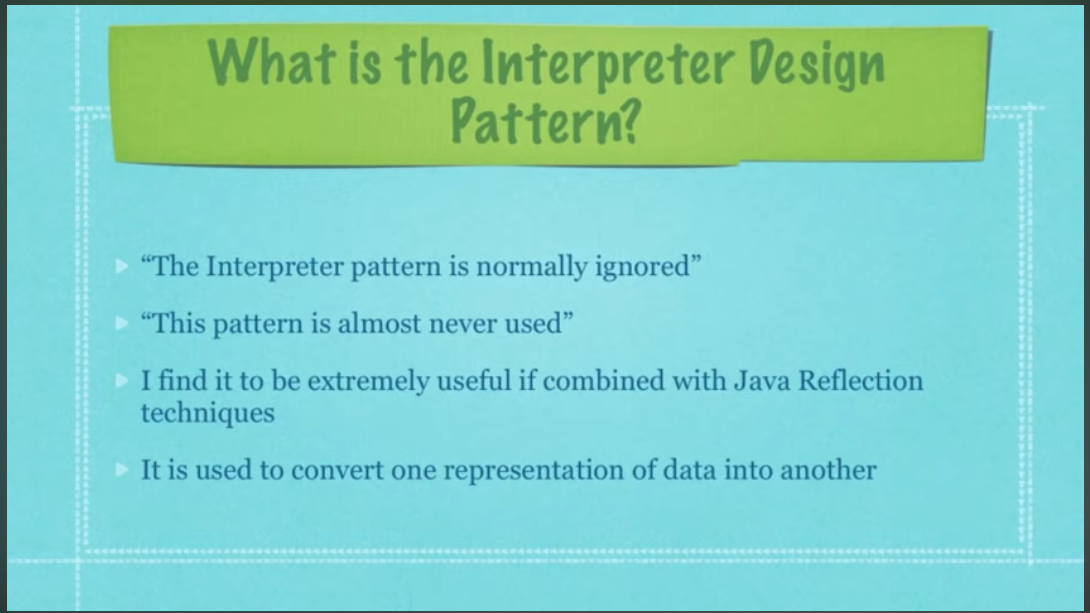 What is the Interpreter Design
Pattern?
“The Interpreter pattern is normally ignored”
“This pattern is almost never used”
I find it to be extremely useful if combined with Java Reflection
techniques
It is used to convert one representation of data into another